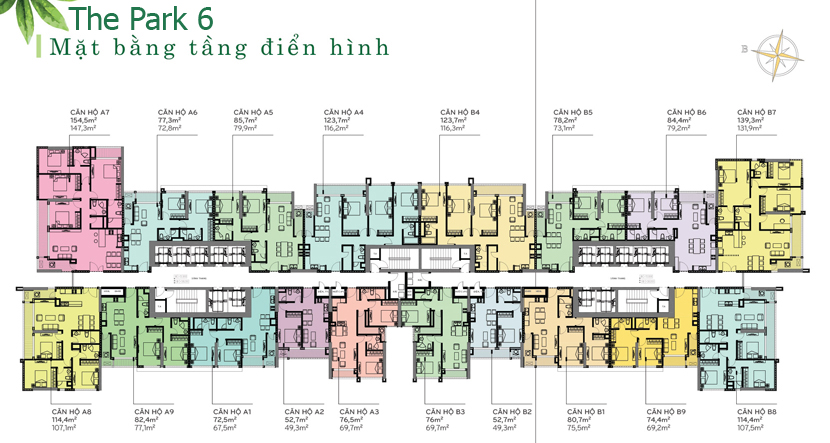 The Park 6
Mặt bằng tầng điển hình
B
CĂN HỘ A7
154,5m²
147,3m²
CĂN HỘ A6
77,3m²
72,8m²
CĂN HỘ A5
85,7m²
79,9m²
CĂN HỘ A4
123,7m²
116,2m²
CĂN HỘ B4
123,7m²
116,3m²
CĂN HỘ B5
78,2m²
73,1m²
CĂN HỘ B6
84,4m²
79,2m²
CĂN HỘ B7
139,3m²
131,9m²
CĂN HỘ A8
114,4m²
107,1m²
CĂN HỘ A9
82,4m²
77,1m²
CĂN HỘ A1
72,5m²
67,5m²
CĂN HỘ A2
52,7m²
49,3m²
CĂN HỘ A3
76,5m²
69,7m²
CĂN HỘ B3
76m²
69,7m²
CĂN HỘ B2
52,7m²
49,3m²
CĂN HỘ B1
80,7m²
75,5m²
CĂN HỘ B9
74,4m²
69,2m²
CĂN HỘ B8
114,4m²
107,5m²